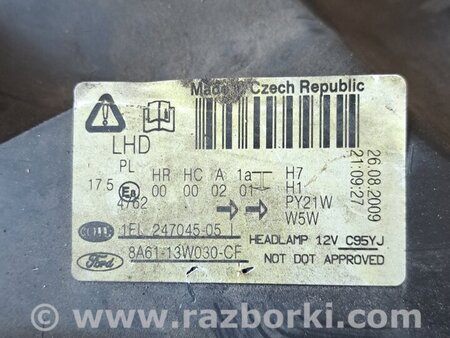 Made Czech Republic
LHD
PL
HR HC A 1a H7
17 5 E8 00 00 02 01 H1
4762 PY21W
W5W
26.08.2009
21:09:27
1EL 247045-05
HEADLAMP 12V C95YJ
Ford 8A61-13W030-CF
NOT DOT APPROVED
www.razborki.com